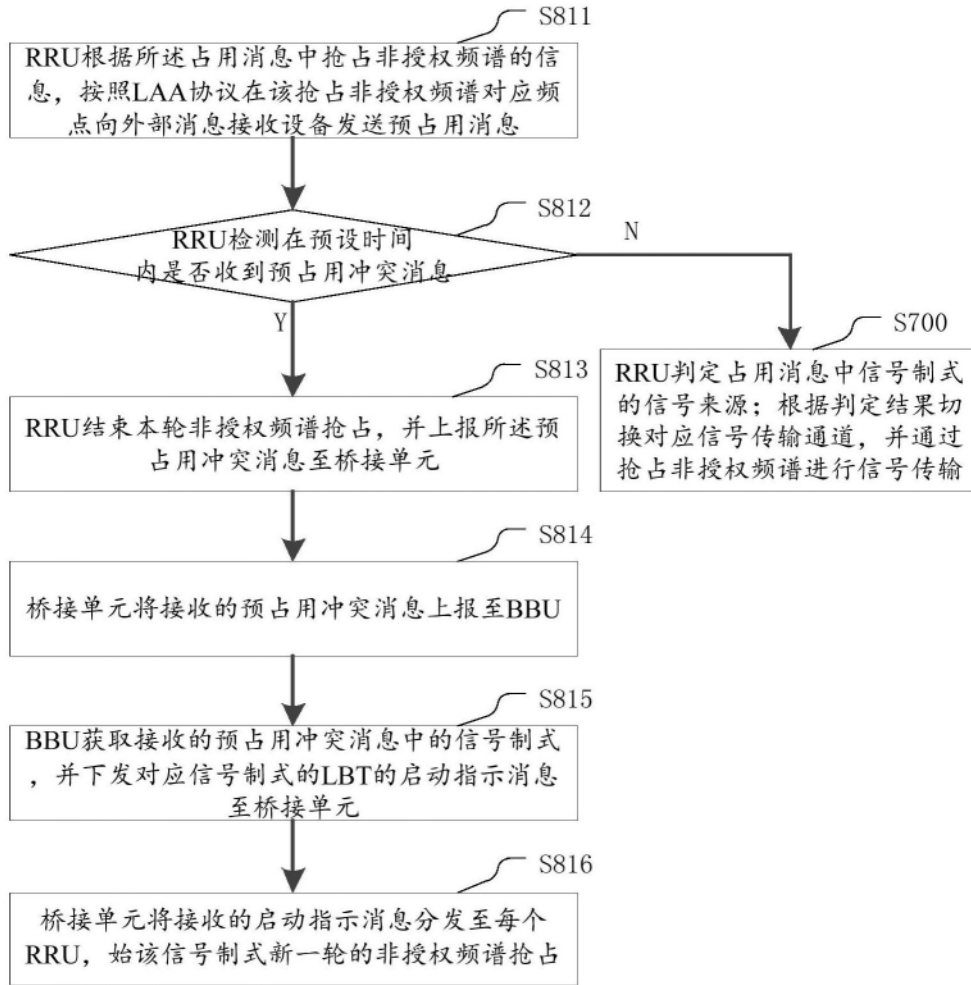 S811
RRU根据所述占用消息中抢占非授权频谱的信
息，按照LAA协议在该抢占非授权频谱对应频
点向外部消息接收设备发送预占用消息
S812
RRU检测在预设时间
内是否收到预占用冲突消息
N
Y
S700
RRU判定占用消息中信号制式
的信号来源；根据判定结果切
换对应信号传输通道，并通过
抢占非授权频谱进行信号传输
S813
RRU结束本轮非授权频谱抢占，并上报所述预
占用冲突消息至桥接单元
S814
桥接单元将接收的预占用冲突消息上报至BBU
S815
BBU获取接收的预占用冲突消息中的信号制式
，并下发对应信号制式的LBT的启动指示消息
至桥接单元
S816
桥接单元将接收的启动指示消息分发至每个
RRU，始该信号制式新一轮的非授权频谱抢占